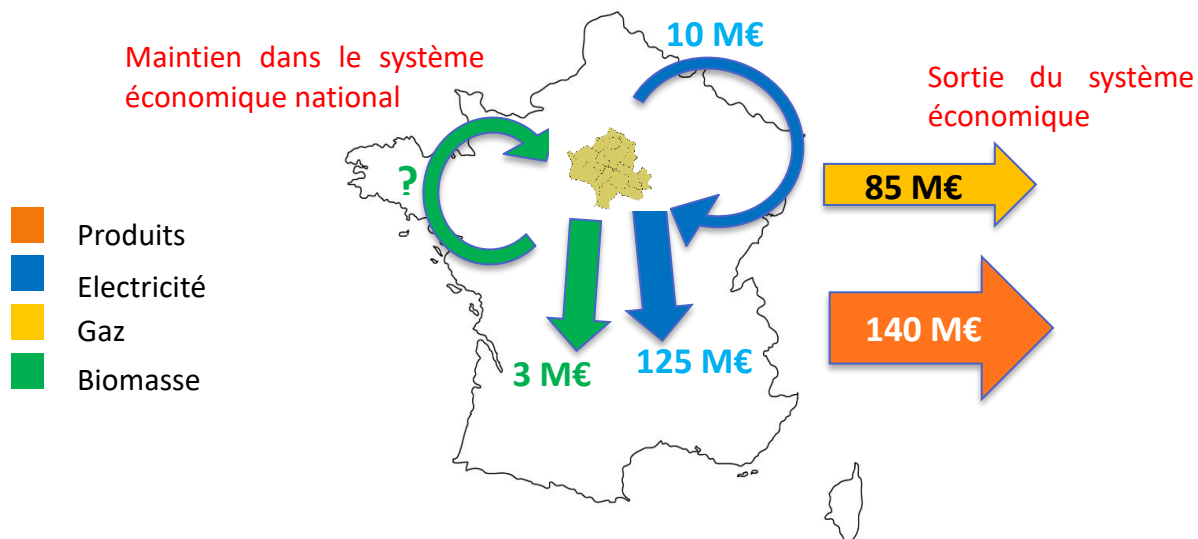 10 M€
Maintien dans le système
économique national
Sortie du système
économique
?
85 M€
Produits
Electricité
Gaz
Biomasse
140 M€
3 M€
125 M€